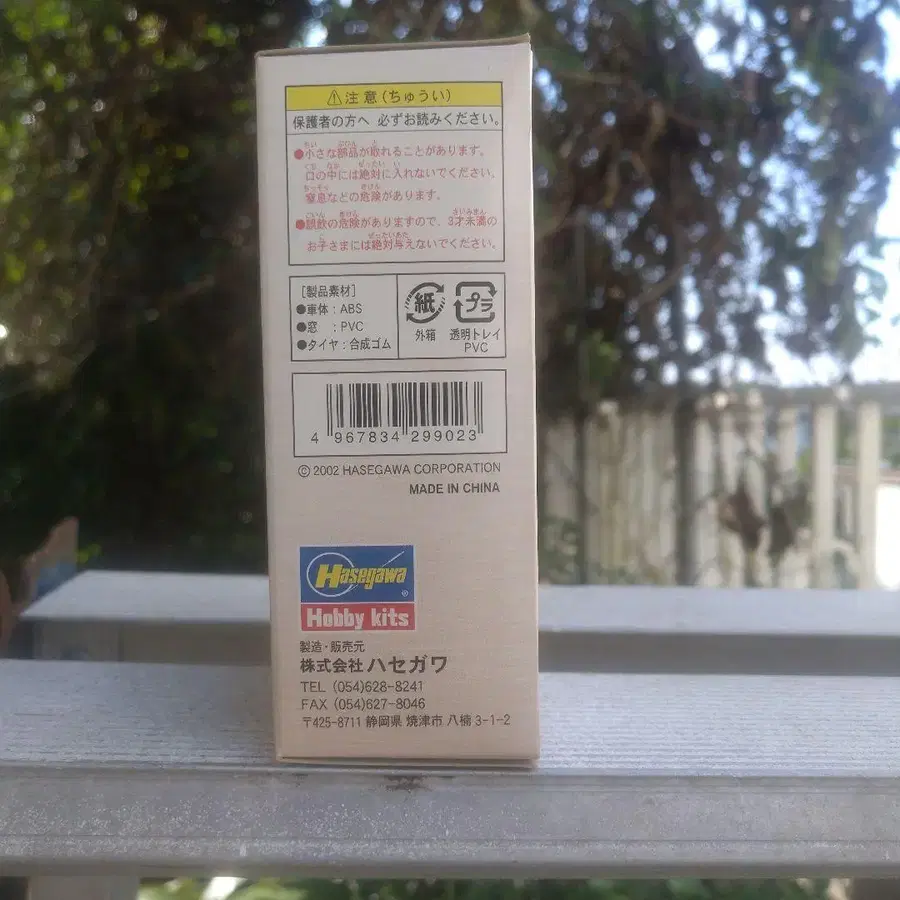 ⚠注意(ちゅうい)
保護者の方へ 必ずお読みください。
●小さな部品が取れることがあります。
口の中には絶対に入れないでください。
窒息などの危険があります。
●誤飲の危険がありますので、3才未満の
お子さまには絶対与えないでください。
[製品素材]
●車体:ABS
●窓 :PVC
●タイヤ:合成ゴム
紙
外箱
プラ
透明トレイ
PVC
4 967834 299023
© 2002 HASEGAWA CORPORATION
MADE IN CHINA
Hasegawa®
Hobby kits
製造・販売元
株式会社 ハセガワ
TEL (054)628-8241
FAX (054)627-8046
〒425-8711 静岡県 焼津市 八楠 3-1-2